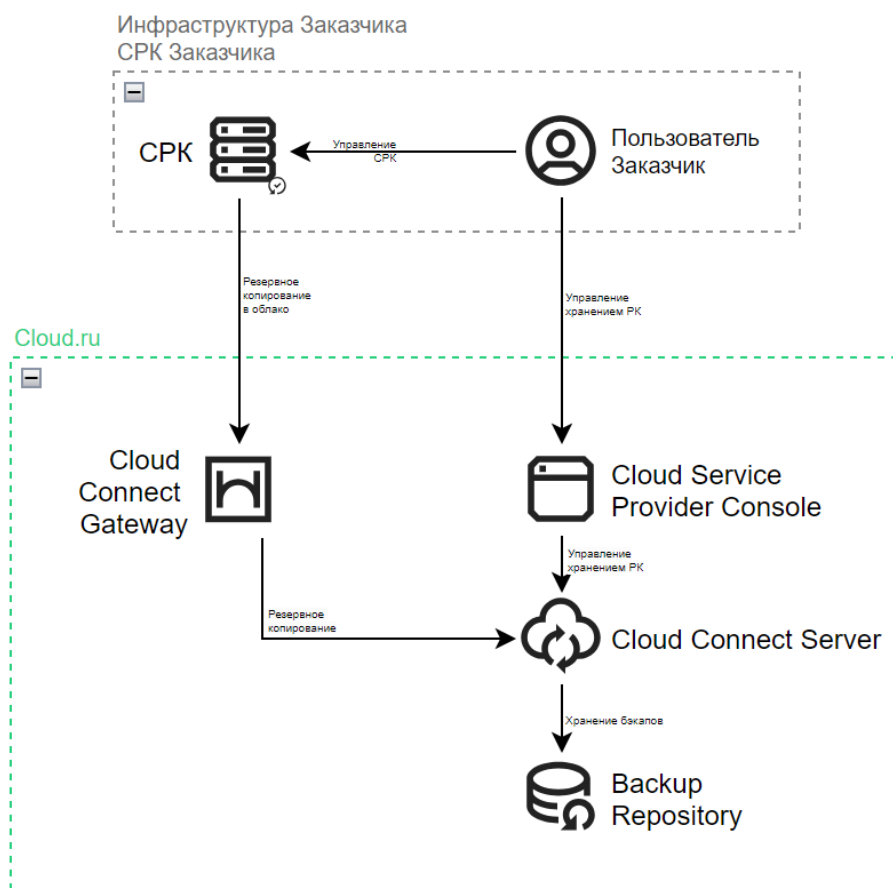 Инфраструктура Заказчика
СРК Заказчика
СРК
Управление
СРК
Пользователь
Заказчик
Резервное
копирование
в облако
Управление
хранением РК
Cloud.ru
Cloud
Connect
Gateway
Cloud Service
Provider Console
Управление
хранением РК
Резервное
копирование
Cloud Connect Server
Хранение бэкапов
Backup
Repository